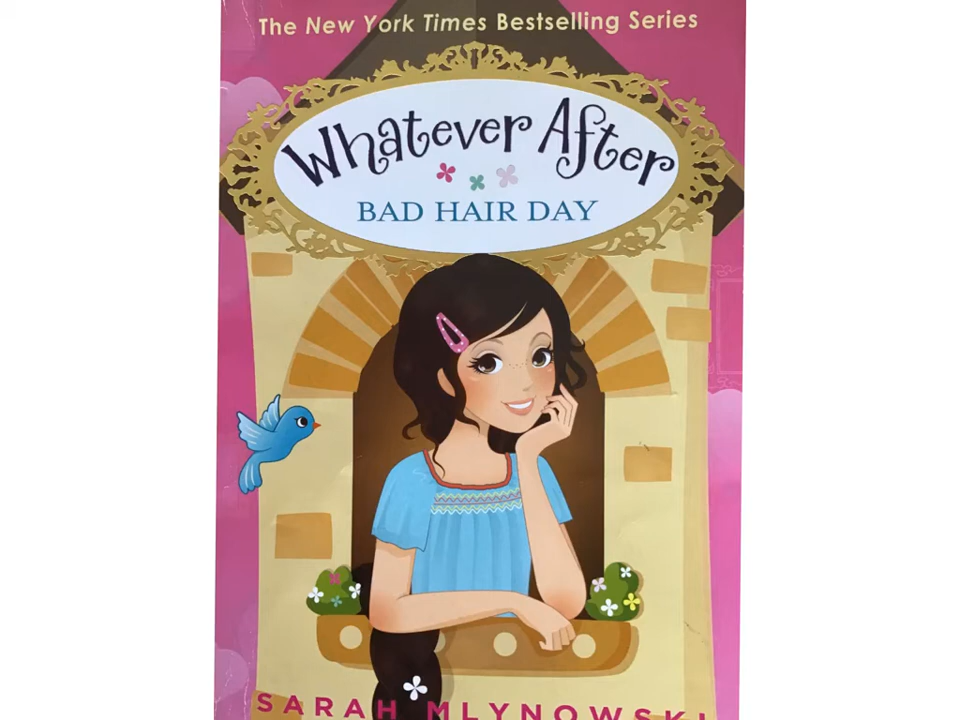 The New York Times Bestselling Series
Whatever After
BAD HAIR DAY
SARAH MLYNOWSKI